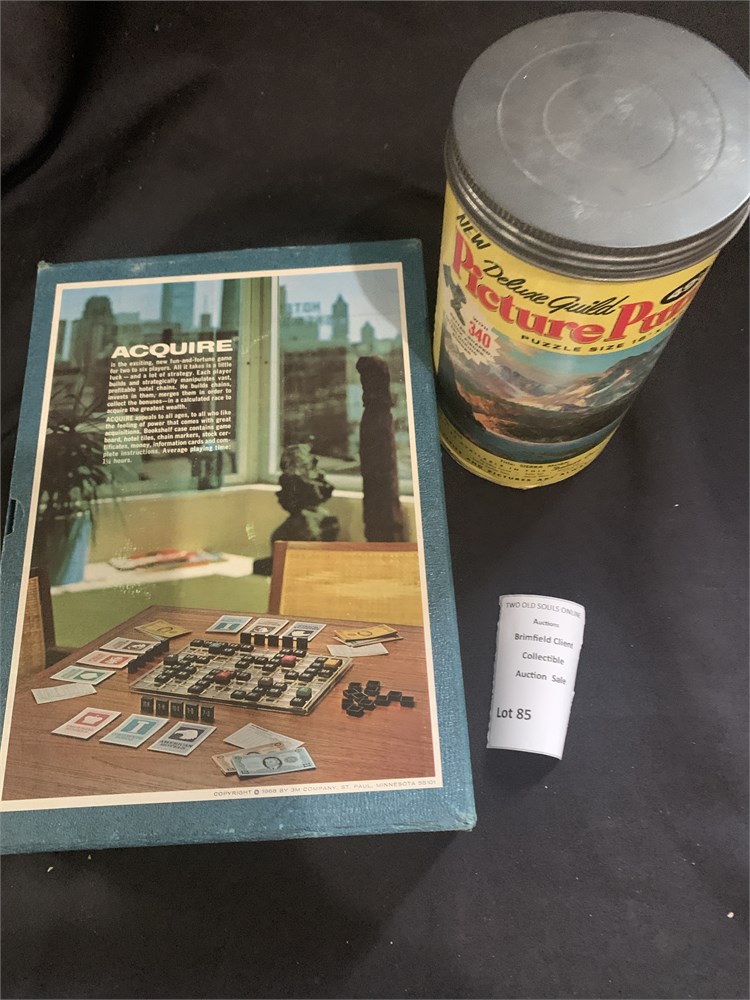 ACQUIRE
is the exciting, new fun-and-fortune game
for two to six players. All it takes is a little
luck—and a lot of strategy. Each player
builds and strategically manipulates vast,
profitable hotel chains. He builds chains,
invests in them; merges them in order to
collect the bonuses—in a calculated race to
acquire the greatest wealth.
ACQUIRE appeals to all ages, to all who like
the feeling of power that comes with great
acquisitions. Bookshelf case contains game
board, hotel tiles, chain markers, stock cer-
tificates, money, information cards and com-
plete instructions. Average playing time:
1½ hours.
COPYRIGHT © 1968 BY 3M COMPANY, ST. PAUL, MINNESOTA
NEW
Deluxe Guild
Picture Puz
340
PUZZLE SIZE
TWO OLD SOULS ONLINE
Auctions
Brimfield Client
Collectible
Auction Sale
Lot 85